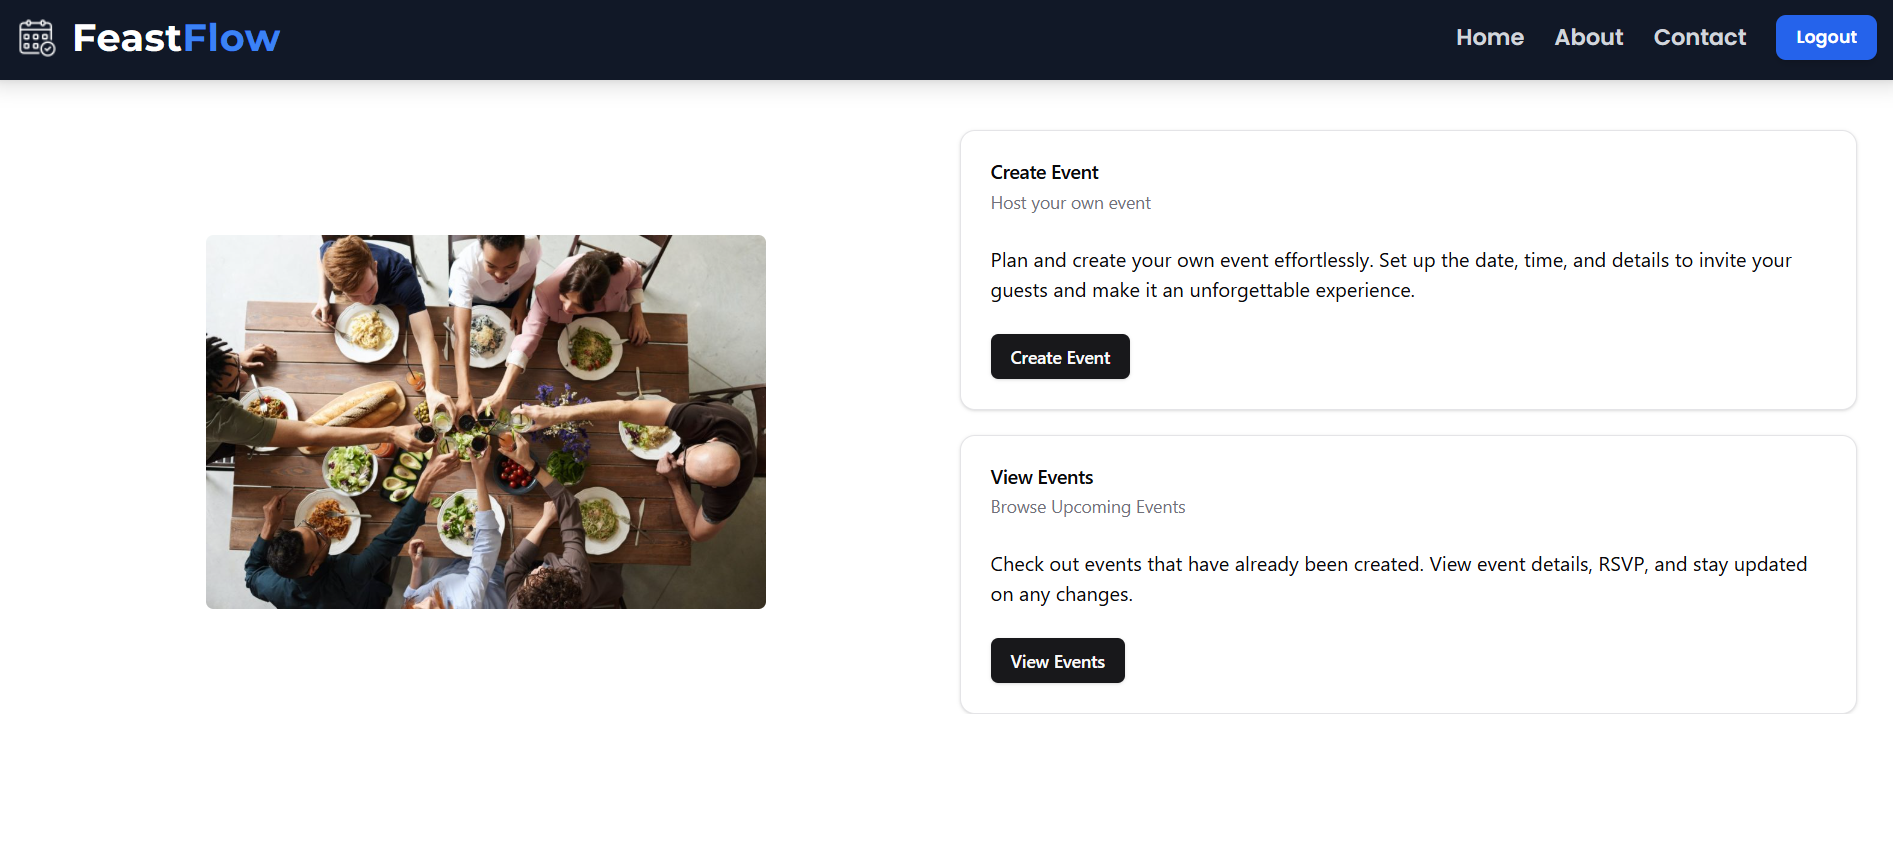 FeastFlow
Home
About
Contact
Logout
Create Event
Host your own event
Plan and create your own event effortlessly. Set up the date, time, and details to invite your
guests and make it an unforgettable experience.
Create Event
View Events
Browse Upcoming Events
Check out events that have already been created. View event details, RSVP, and stay updated
on any changes.
View Events